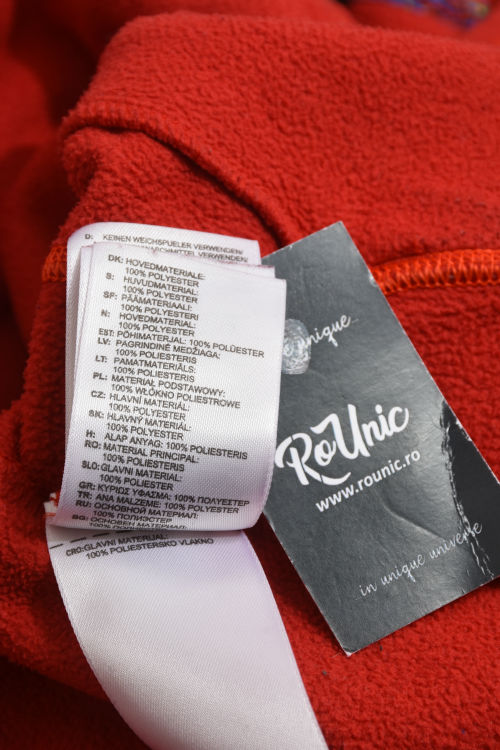 D: KEINEN WEICHSPUELER VERWENDEN/
DK: HOVEDMATERIALE:
100% POLYESTER
S: HUVUDMATERIAL:
100% POLYESTER
SF: PÄÄMATERIAALI:
100% POLYESTERI
N: HOVEDMATERIAL:
100% POLYESTER
EST: PÕHIMATERJAL: 100% POLÜESTER
LV: PAGRINDINĖ MEDŽIAGA:
100% POLIESTERIS
LT: PAMATMATERIĀLS:
100% POLIESTERIS
PL: MATERIAŁ PODSTAWOWY:
100% WŁÓKNO POLIESTROWE
CZ: HLAVNÍ MATERIÁL:
100% POLYESTER
SK: HLAVNÝ MATERIÁL:
100% POLYESTER
H: ALAP ANYAG: 100% POLIESTERIS
RO: MATERIAL PRINCIPAL:
100% POLIESTERIS
SLO: GLAVNI MATERIAL:
100% POLIESTER
GR: ΚΥΡΙΩΣ ΥΦΑΣΜΑ: 100% ΠΟΛΥΕΣΤΕΡ
TR: ANA MALZEME: 100% POLYESTER
RU: ОСНОВНОЙ МАТЕРИАЛ:
100% ПОЛИЭСТЕР
BG: ОСНОВЕН МАТЕРИАЛ:
CRO: GLAVNI MATERIJAL:
100% POLIESTERSKO VLAKNO
e unique...
RoUnic
www.rounic.ro
in unique universe